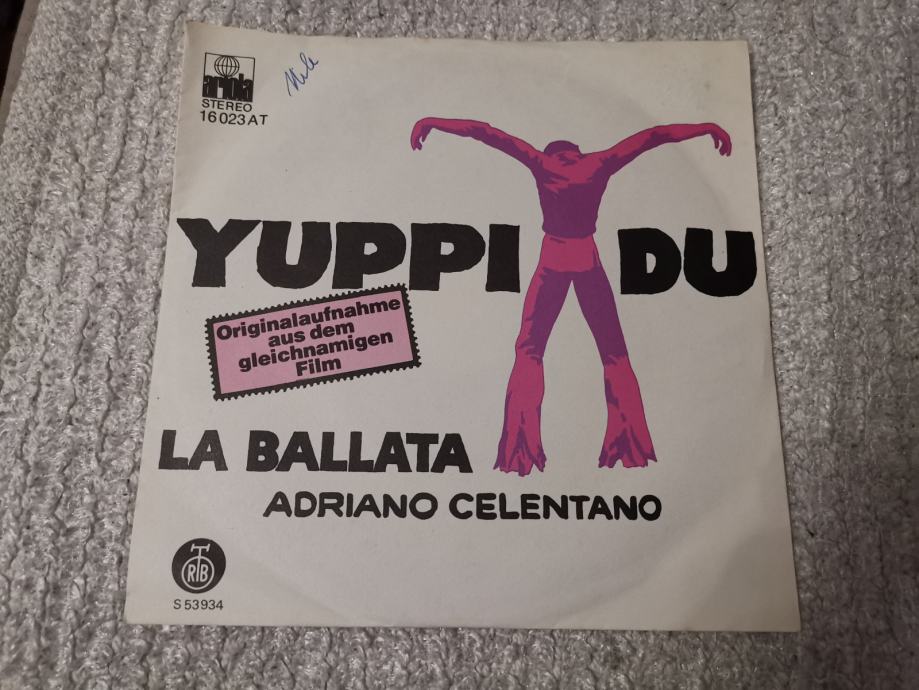 ariola
STEREO
16 023 AT
YUPPI DU
Originalaufnahme
aus dem
gleichnamigen
Film
LA BALLATA
ADRIANO CELENTANO
RTB
S 53934